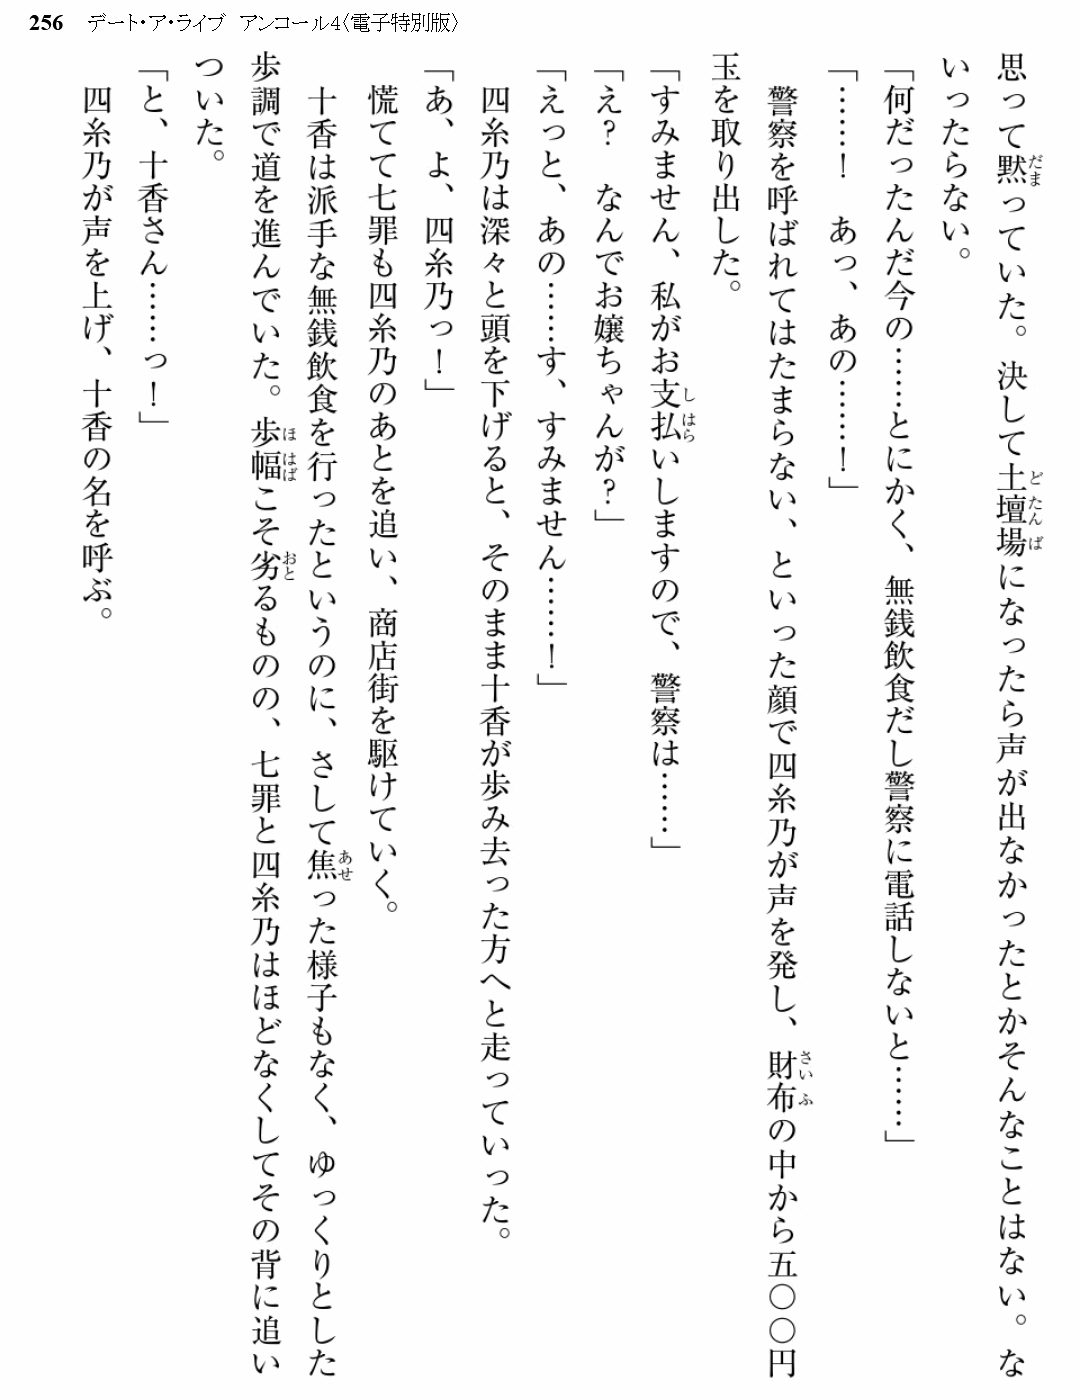 256 デート・ア・ライブ アンコール4〈電子特別版〉
思って黙っていた。決して土壇場になったら声が出なかったとかそんなことはない。な
いったらない。
「何だったんだ今の……とにかく、無銭飲食だし警察に電話しないと……」
「……！ あっ、あの……！」
警察を呼ばれてはたまらない、といった顔で四糸乃が声を発し、財布の中から五〇〇円
玉を取り出した。
「すみません、私がお支払いしますので、警察は……」
「え？ なんでお嬢ちゃんが？」
「えっと、あの……す、すみません……！」
四糸乃は深々と頭を下げると、そのまま十香が歩み去った方へと走っていった。
「あ、よ、四糸乃っ！」
慌てて七罪も四糸乃のあとを追い、商店街を駆けていく。
十香は派手な無銭飲食を行ったというのに、さして焦った様子もなく、ゆっくりとした
歩調で道を進んでいた。歩幅こそ劣るものの、七罪と四糸乃はほどなくしてその背に追い
ついた。
「と、十香さん……っ！」
四糸乃が声を上げ、十香の名を呼ぶ。